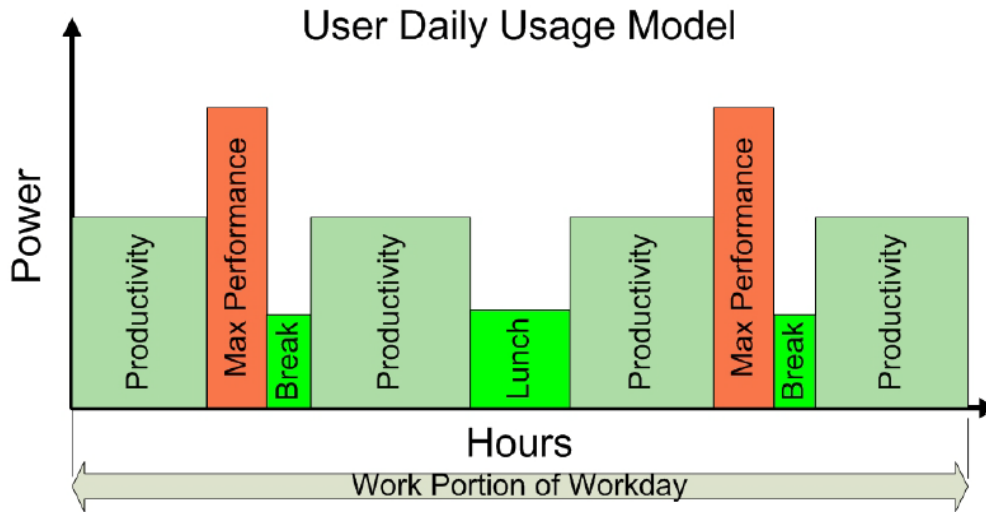 User Daily Usage Model
Power
Productivity
Max Performance
Break
Productivity
Lunch
Productivity
Max Performance
Break
Productivity
Hours
Work Portion of Workday